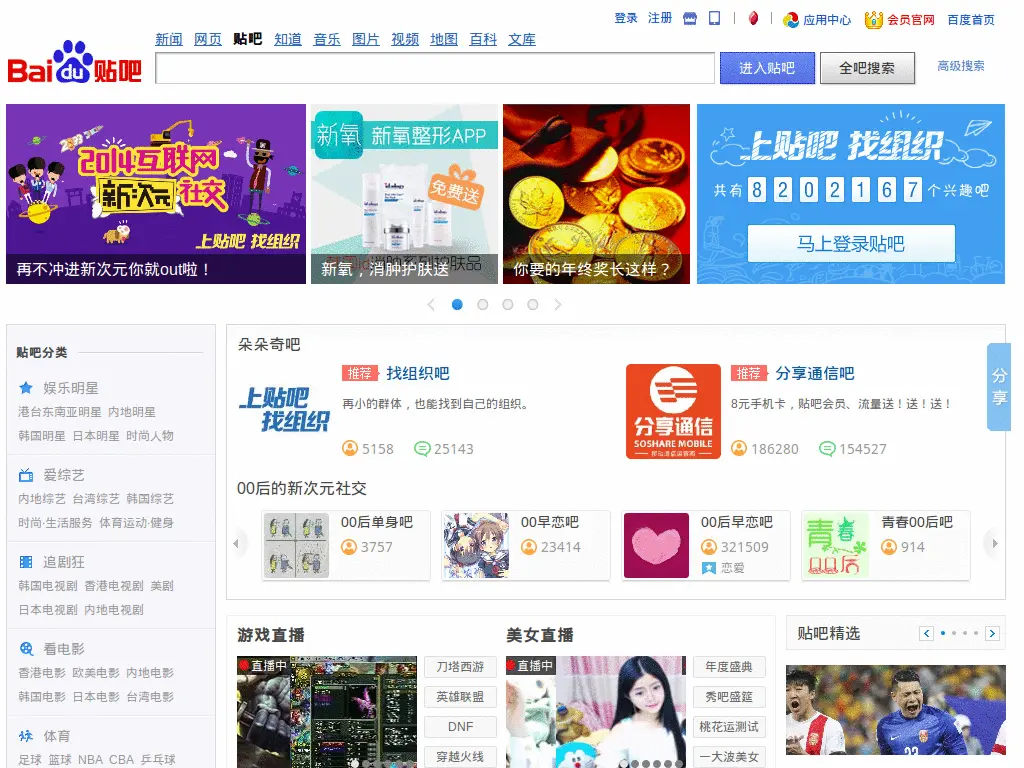 登录 注册 应用中心 会员官网 百度首页
新闻 网页 贴吧 知道 音乐 图片 视频 地图 百科 文库
Bai du 贴吧
进入贴吧 全吧搜索 高级搜索
2014互联网
新次元社交
上贴吧 找组织
再不冲进新次元你就out啦！
新氧 新氧整形APP
免费送
新氧，消肿护肤送
你要的年终奖长这样？
上贴吧 找组织
共有 8 2 0 2 1 6 7 个兴趣吧
马上登录贴吧
分享
贴吧分类
娱乐明星
港台东南亚明星 内地明星
韩国明星 日本明星 时尚人物
爱综艺
内地综艺 台湾综艺 韩国综艺
时尚·生活服务 体育运动·健身
追剧狂
韩国电视剧 香港电视剧 美剧
日本电视剧 内地电视剧
看电影
香港电影 欧美电影 内地电影
韩国电影 日本电影 台湾电影
体育
足球 篮球 NBA CBA 乒乓球
朵朵奇吧
上贴吧
找组织
推荐 找组织吧
再小的群体，也能找到自己的组织。
5158 25143
分享通信
SOSHARE MOBILE
推荐 分享通信吧
8元手机卡，贴吧会员、流量送！送！送！
186280 154527
00后的新次元社交
00后单身吧
3757
00早恋吧
23414
00后早恋吧
321509
恋爱
青春00后
青春00后吧
914
游戏直播
直播中
刀塔西游
英雄联盟
DNF
穿越火线
美女直播
直播中
年度盛典
秀吧盛筵
桃花运测试
一大波美女
贴吧精选
22